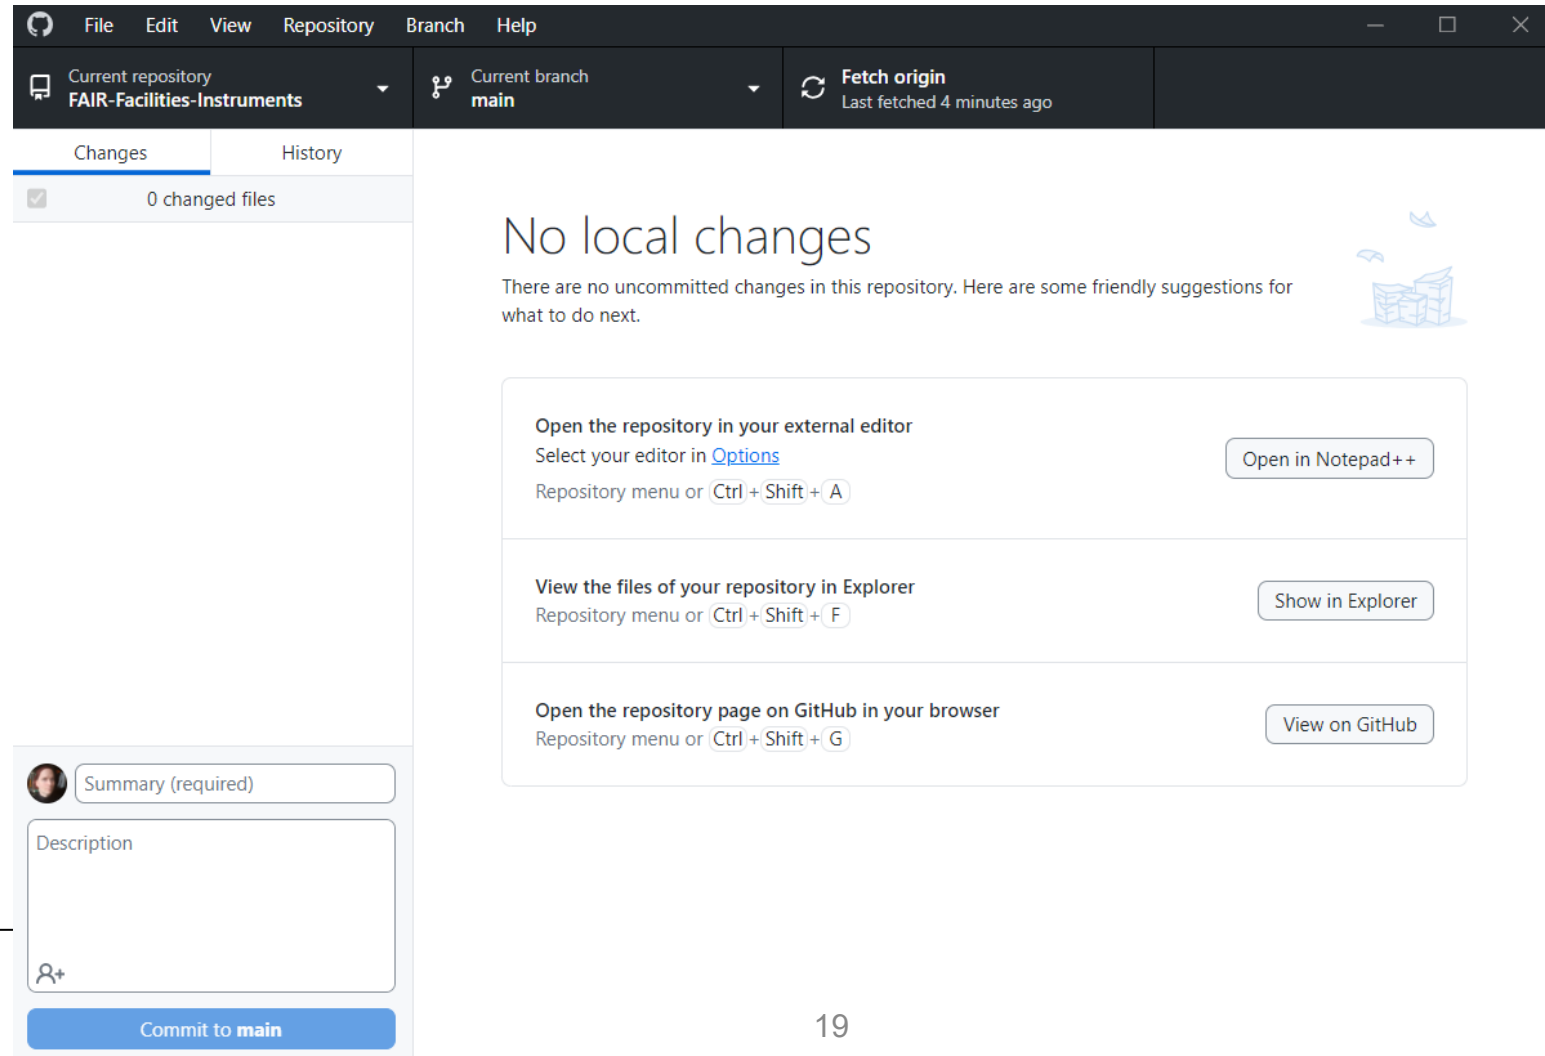 File Edit View Repository Branch Help
Current repository
FAIR-Facilities-Instruments
Current branch
main
Fetch origin
Last fetched 4 minutes ago
Changes History
0 changed files
No local changes
There are no uncommitted changes in this repository. Here are some friendly suggestions for
what to do next.
Open the repository in your external editor
Select your editor in Options
Repository menu or Ctrl + Shift + A
Open in Notepad++
View the files of your repository in Explorer
Repository menu or Ctrl + Shift + F
Show in Explorer
Open the repository page on GitHub in your browser
Repository menu or Ctrl + Shift + G
View on GitHub
Summary (required)
Description
Commit to main
19